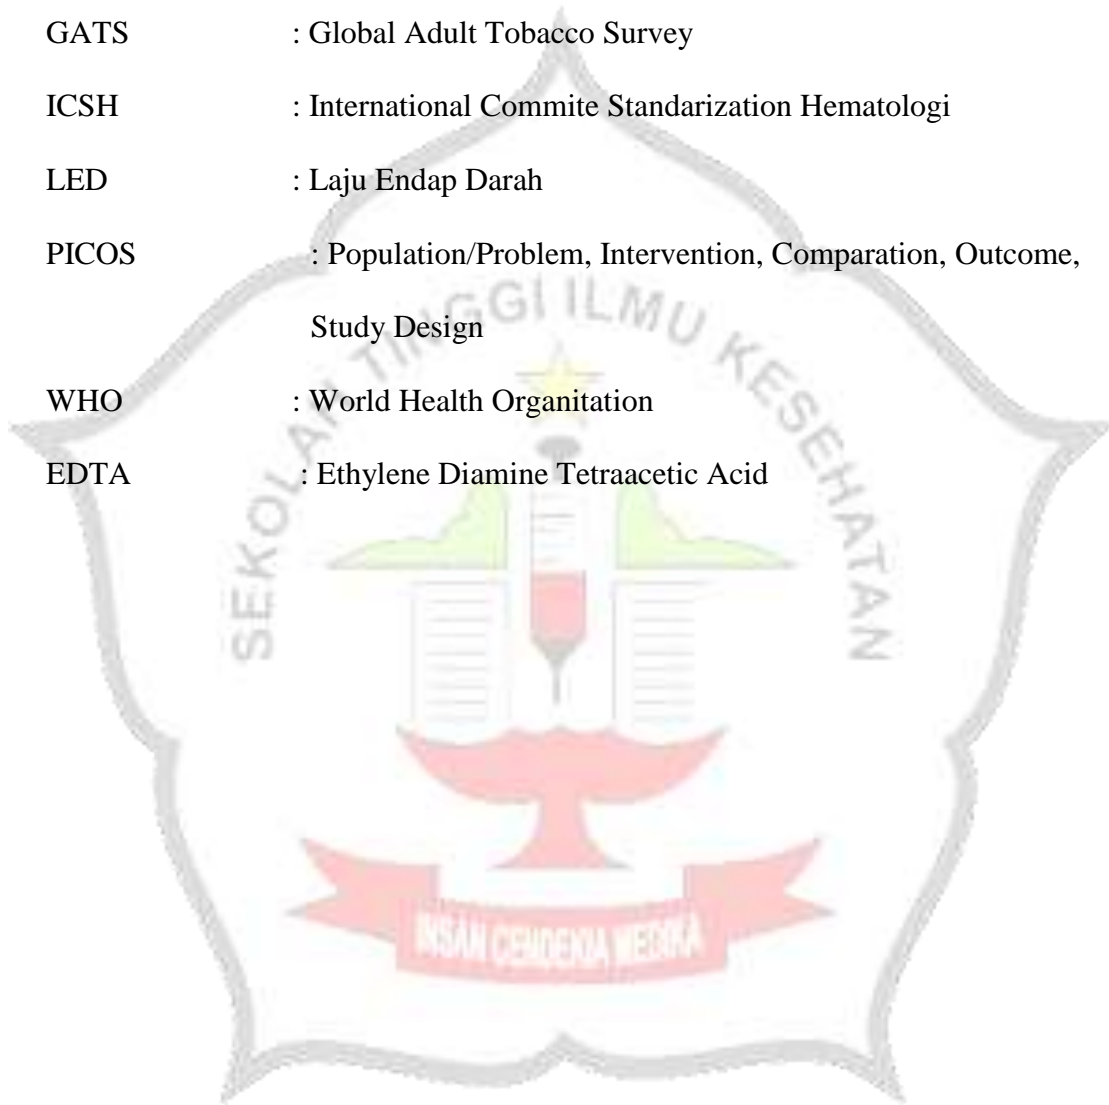 GATS : Global Adult Tobacco Survey
ICSH : International Commite Standarization Hematologi
LED : Laju Endap Darah
PICOS : Population/Problem, Intervention, Comparation, Outcome,
Study Design
WHO : World Health Organitation
EDTA : Ethylene Diamine Tetraacetic Acid
SEKOLAH TINGGI ILMU KESEHATAN
INSAN CENDEKIA MEDIKA